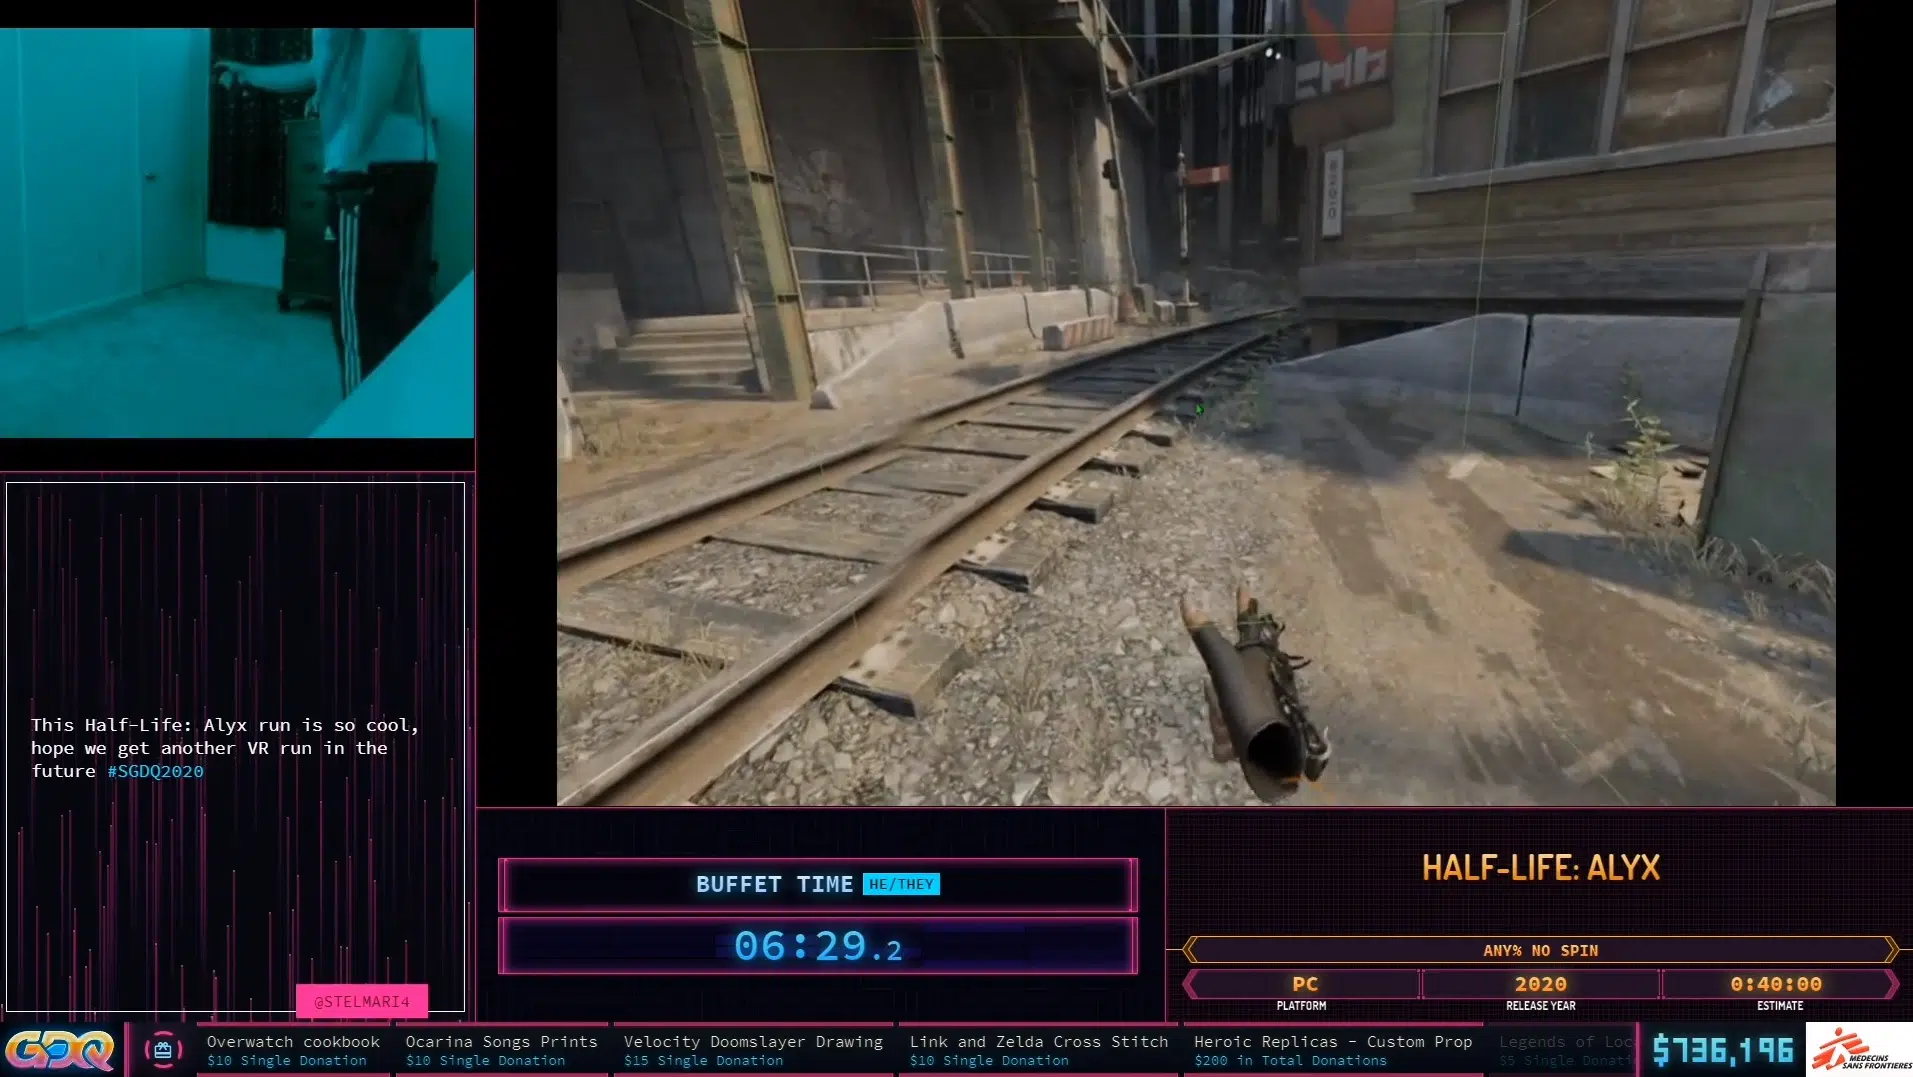 This Half-Life: Alyx run is so cool,
hope we get another VR run in the
future #SGDQ2020
@STELMARI4
BUFFET TIME HE/THEY
06:29.2
HALF-LIFE: ALYX
ANY% NO SPIN
PC
PLATFORM
2020
RELEASE YEAR
0:40:00
ESTIMATE
GDQ
Overwatch cookbook
$10 Single Donation
Ocarina Songs Prints
$10 Single Donation
Velocity Doomslayer Drawing
$15 Single Donation
Link and Zelda Cross Stitch
$10 Single Donation
Heroic Replicas - Custom Prop
$200 in Total Donations
Legends of Loc
$5 Single Donati
$736,196
MEDECINS
SANS FRONTIERES